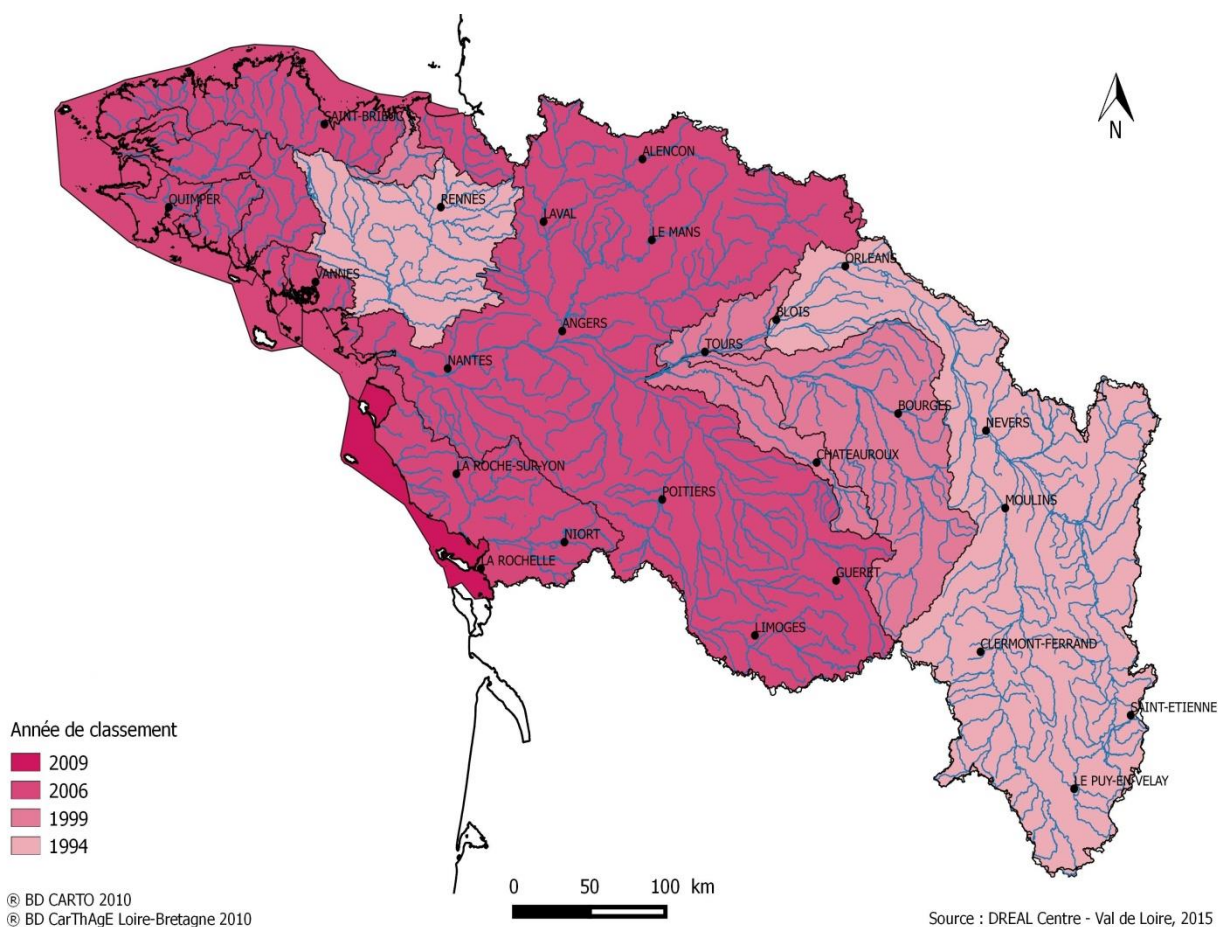 SAINT-BRIEUC
ALENCON
N
QUIMPER
RENNES
LAVAL
LE MANS
ORLEANS
VANNES
BLOIS
ANGERS
TOURS
NANTES
BOURGES
NEVERS
CHATEAUROUX
LA ROCHE-SUR-YON
POITIERS
MOULINS
NIORT
LA ROCHELLE
GUERET
LIMOGES
CLERMONT-FERRAND
SAINT-ETIENNE
LE PUY-EN-VELAY
Année de classement
2009
2006
1999
1994
0 50 100 km
® BD CARTO 2010
® BD CarThAgE Loire-Bretagne 2010
Source : DREAL Centre - Val de Loire, 2015